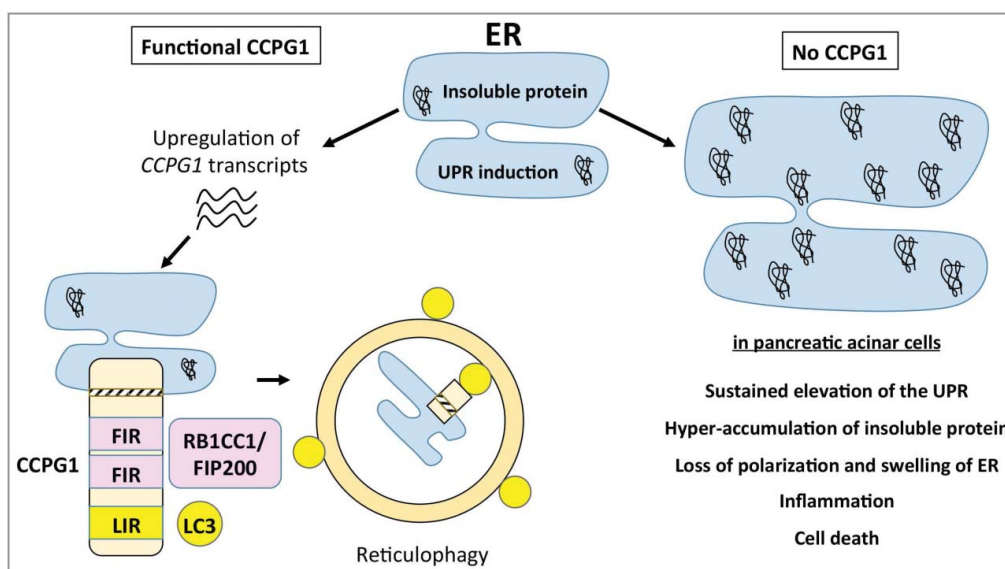 Functional CCPG1
ER
No CCPG1
Insoluble protein
UPR induction
Upregulation of
CCPG1 transcripts
CCPG1
FIR
FIR
LIR
RB1CC1/
FIP200
LC3
Reticulophagy
in pancreatic acinar cells
Sustained elevation of the UPR
Hyper-accumulation of insoluble protein
Loss of polarization and swelling of ER
Inflammation
Cell death